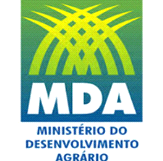 MDA
MINISTÉRIO DO
DESENVOLVIMENTO
AGRÁRIO